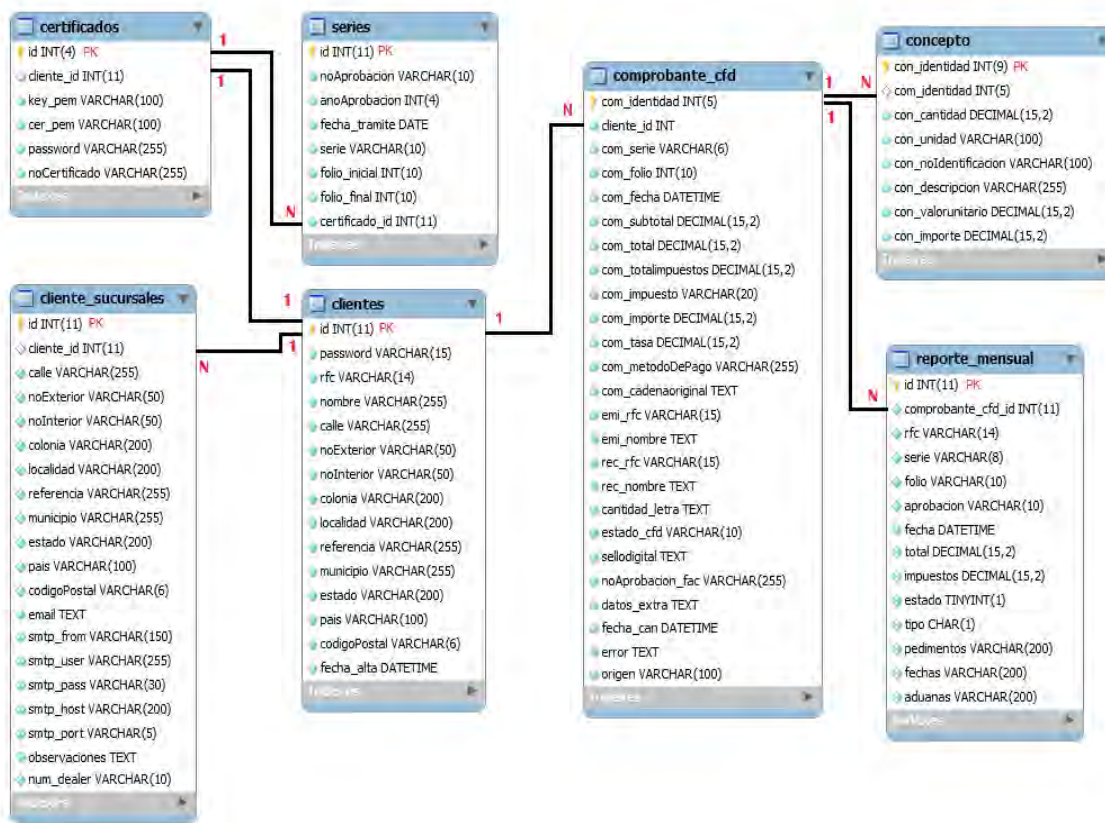 certificados
id INT(4) PK
cliente_id INT(11)
key_pem VARCHAR(100)
cer_pem VARCHAR(100)
password VARCHAR(255)
noCertificado VARCHAR(255)
Indexes
1
1
N
series
id INT(11) PK
noAprobacion VARCHAR(10)
anoAprobacion INT(4)
fecha_tramite DATE
serie VARCHAR(10)
folio_inicial INT(10)
folio_final INT(10)
certificado_id INT(11)
Indexes
cliente_sucursales
id INT(11) PK
cliente_id INT(11)
calle VARCHAR(255)
noExterior VARCHAR(50)
noInterior VARCHAR(50)
colonia VARCHAR(200)
localidad VARCHAR(200)
referencia VARCHAR(255)
municipio VARCHAR(255)
estado VARCHAR(200)
pais VARCHAR(100)
codigoPostal VARCHAR(6)
email TEXT
smtp_from VARCHAR(150)
smtp_user VARCHAR(255)
smtp_pass VARCHAR(30)
smtp_host VARCHAR(200)
smtp_port VARCHAR(5)
observaciones TEXT
num_dealer VARCHAR(10)
Indexes
N
1
1
clientes
id INT(11) PK
password VARCHAR(15)
rfc VARCHAR(14)
nombre VARCHAR(255)
calle VARCHAR(255)
noExterior VARCHAR(50)
noInterior VARCHAR(50)
colonia VARCHAR(200)
localidad VARCHAR(200)
referencia VARCHAR(255)
municipio VARCHAR(255)
estado VARCHAR(200)
pais VARCHAR(100)
codigoPostal VARCHAR(6)
fecha_alta DATETIME
Indexes
1
N
comprobante_cfd
com_identidad INT(5)
cliente_id INT
com_serie VARCHAR(6)
com_folio INT(10)
com_fecha DATETIME
com_subtotal DECIMAL(15,2)
com_total DECIMAL(15,2)
com_totalimpuestos DECIMAL(15,2)
com_impuesto VARCHAR(20)
com_importe DECIMAL(15,2)
com_tasa DECIMAL(15,2)
com_metodoDePago VARCHAR(255)
com_cadenaoriginal TEXT
emi_rfc VARCHAR(15)
emi_nombre TEXT
rec_rfc VARCHAR(15)
rec_nombre TEXT
cantidad_letra TEXT
estado_cfd VARCHAR(10)
sellodigital TEXT
noAprobacion_fac VARCHAR(255)
datos_extra TEXT
fecha_can DATETIME
error TEXT
origen VARCHAR(100)
Indexes
1
1
N
N
concepto
con_identidad INT(9) PK
com_identidad INT(5)
con_cantidad DECIMAL(15,2)
con_unidad VARCHAR(100)
con_noIdentificacion VARCHAR(100)
con_descripcion VARCHAR(255)
con_valorunitario DECIMAL(15,2)
con_importe DECIMAL(15,2)
Indexes
reporte_mensual
id INT(11) PK
comprobante_cfd_id INT(11)
rfc VARCHAR(14)
serie VARCHAR(8)
folio VARCHAR(10)
aprobacion VARCHAR(10)
fecha DATETIME
total DECIMAL(15,2)
impuestos DECIMAL(15,2)
estado TINYINT(1)
tipo CHAR(1)
pedimentos VARCHAR(200)
fechas VARCHAR(200)
aduanas VARCHAR(200)
Indexes